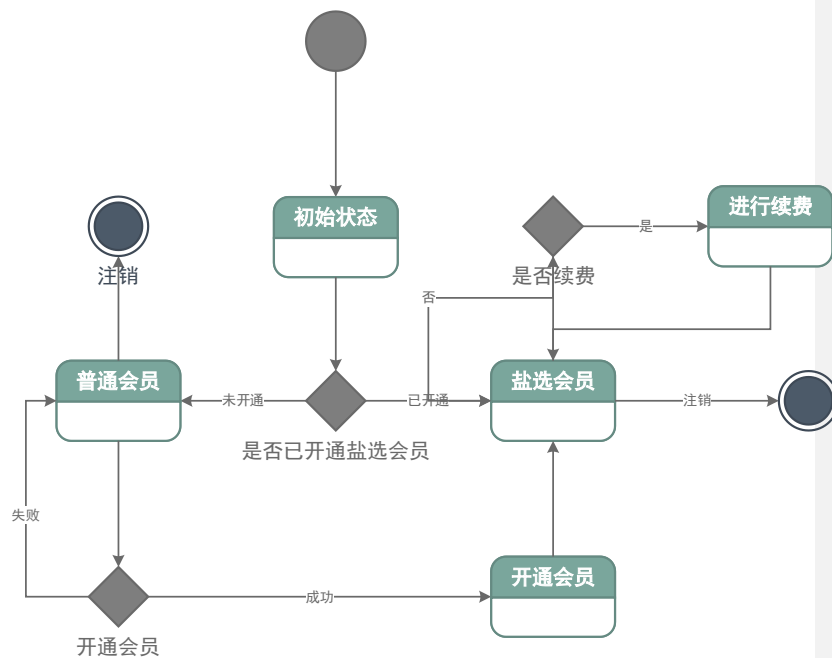 进行续费
初始状态
是
注销
是否续费
否
普通会员
盐选会员
未开通
已开通
注销
是否已开通盐选会员
失败
开通会员
成功
开通会员